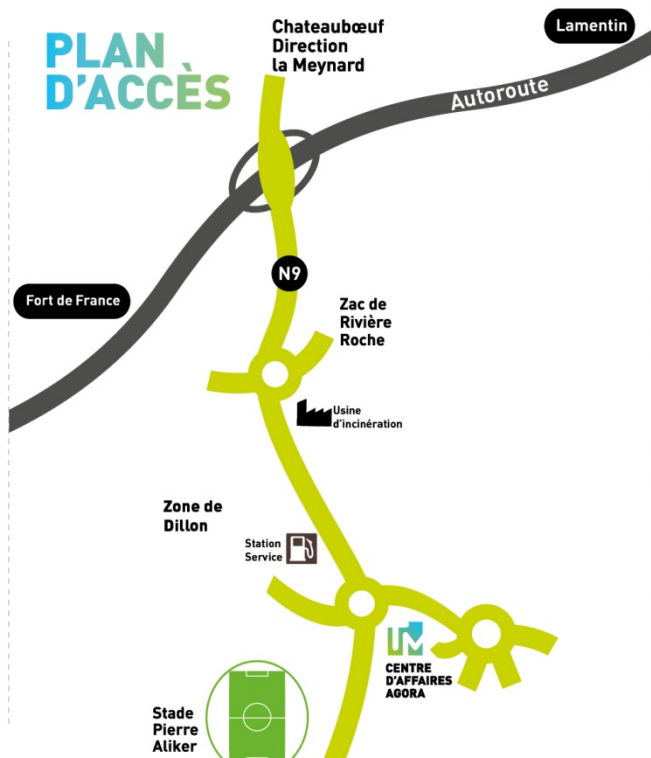 PLAN
D'ACCÈS
Chateaubœuf
Direction
la Meynard
Lamentin
Autoroute
N9
Fort de France
Zac de
Rivière
Roche
Usine
d'incinération
Zone de
Dillon
Station
Service
UM
CENTRE
D'AFFAIRES
AGORA
Stade
Pierre
Aliker